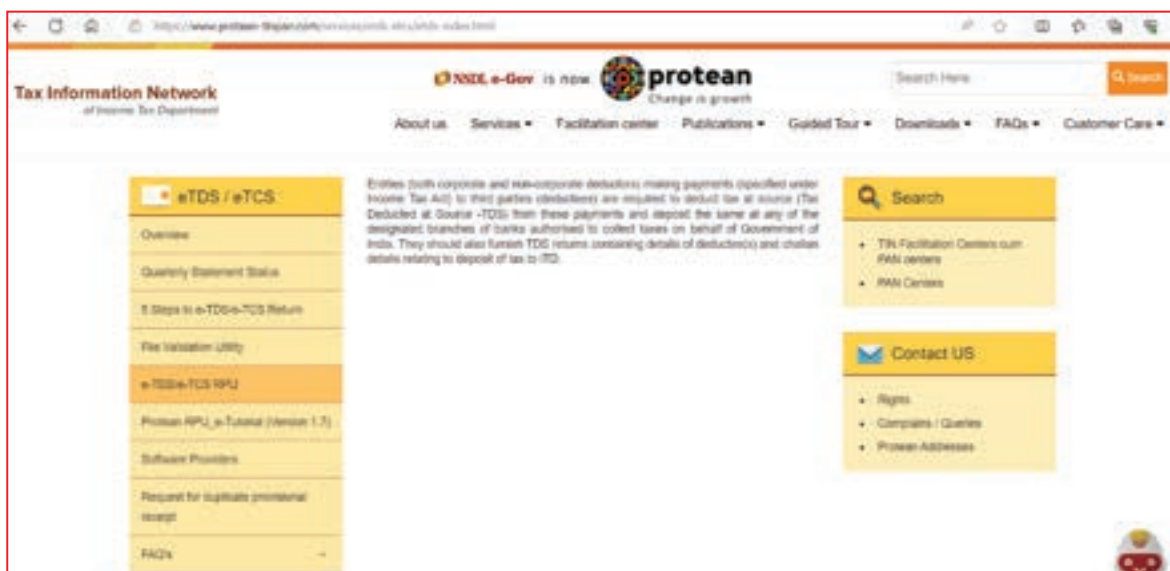 https://www.protean-tinpan.com/services/etds-etcs/etds-index.html
Tax Information Network
of Income Tax Department
NSDL e-Gov is now protean
Change is growth
Search Here
Search
About us Services Facilitation center Publications Guided Tour Downloads FAQs Customer Care
eTDS / eTCS
Overview
Quarterly Statement Status
5 Steps to e-TDS/e-TCS Return
File Validation Utility
e-TDS/e-TCS RPU
Protean RPU_e-Tutorial (Version 1.7)
Software Providers
Request for duplicate provisional
receipt
FAQ's
Entities (both corporate and non-corporate deductors) making payments (specified under
Income Tax Act) to third parties (deductees) are required to deduct tax at source (Tax
Deducted at Source -TDS) from these payments and deposit the same at any of the
designated branches of banks authorised to collect taxes on behalf of Government of
India. They should also furnish TDS returns containing details of deductee(s) and challan
details relating to deposit of tax to ITD.
Search
TIN Facilitation Centers cum
PAN centers
PAN Centers
Contact US
Rights
Complains / Queries
Protean Addresses